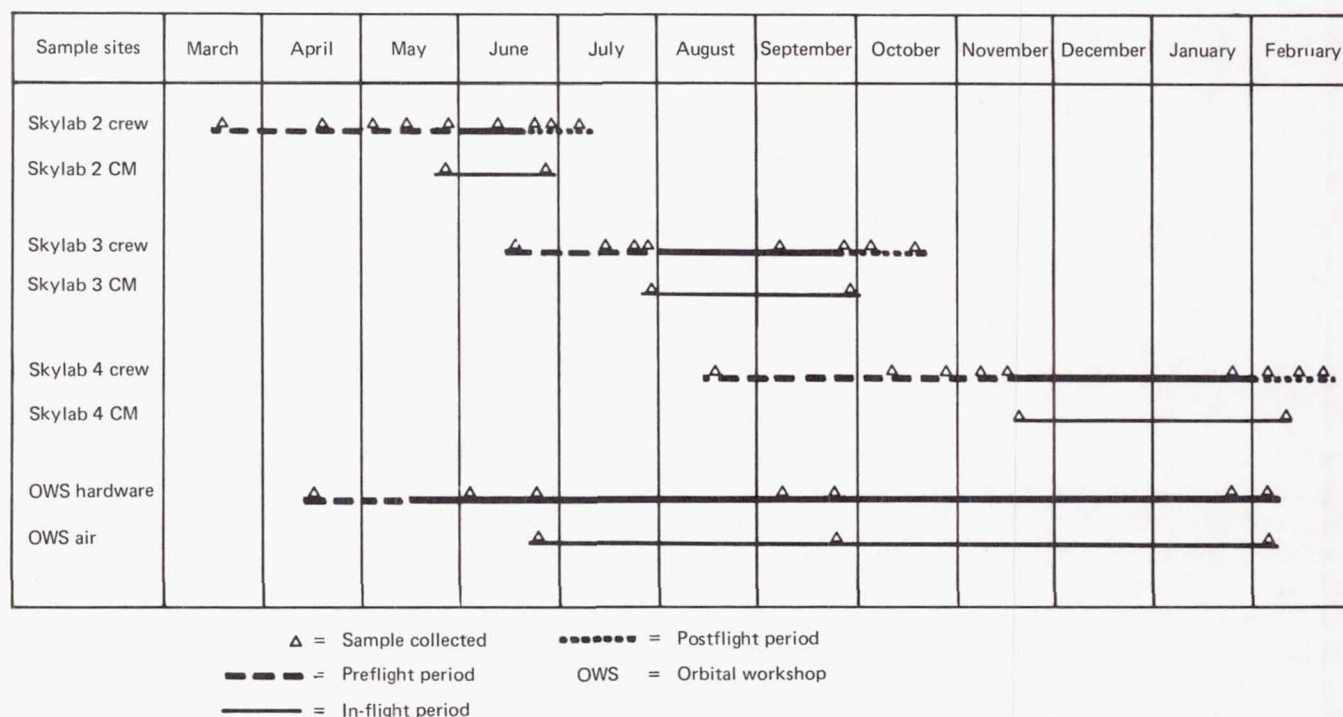 Sample sites March April May June July August September October November December January February
Skylab 2 crew
Skylab 2 CM
Skylab 3 crew
Skylab 3 CM
Skylab 4 crew
Skylab 4 CM
OWS hardware
OWS air
Δ = Sample collected
= Postflight period
= Preflight period
OWS = Orbital workshop
= In-flight period